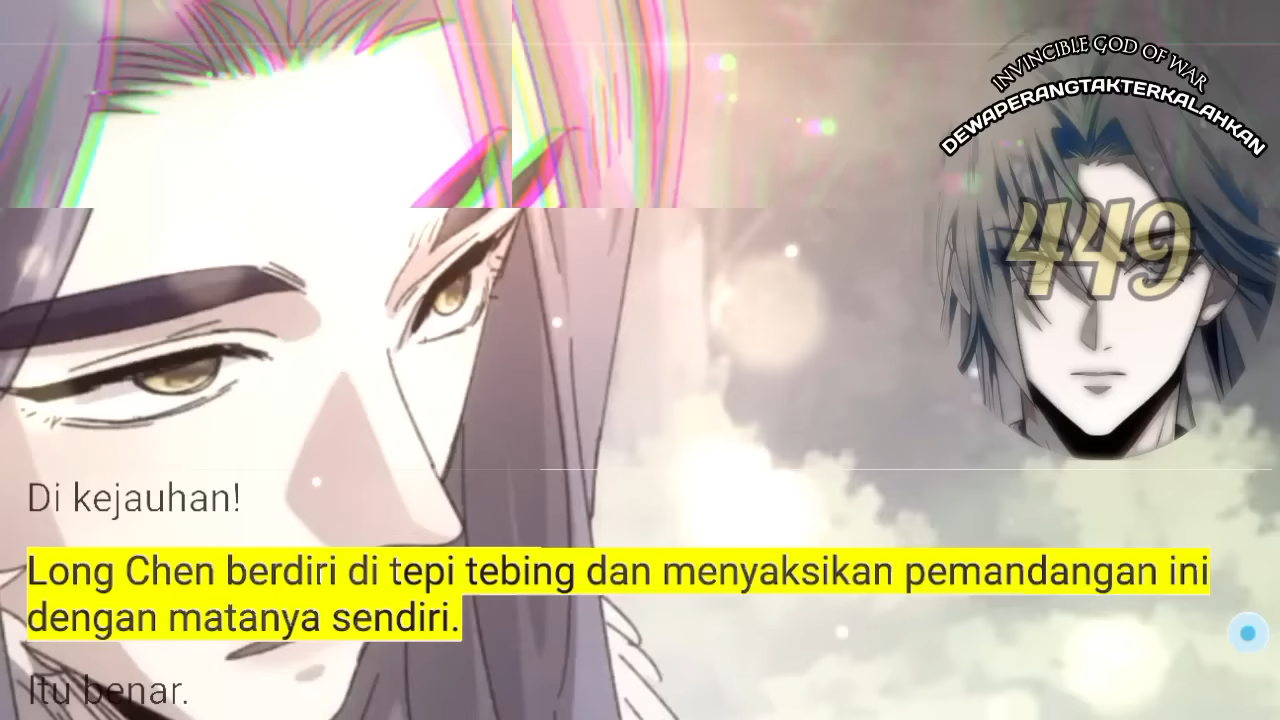 INVINCIBLE GOD OF WAR
DEWAPERANGTAKTERKALAHKAN
449
Di kejauhan!
Long Chen berdiri di tepi tebing dan menyaksikan pemandangan ini
dengan matanya sendiri.
Itu benar.